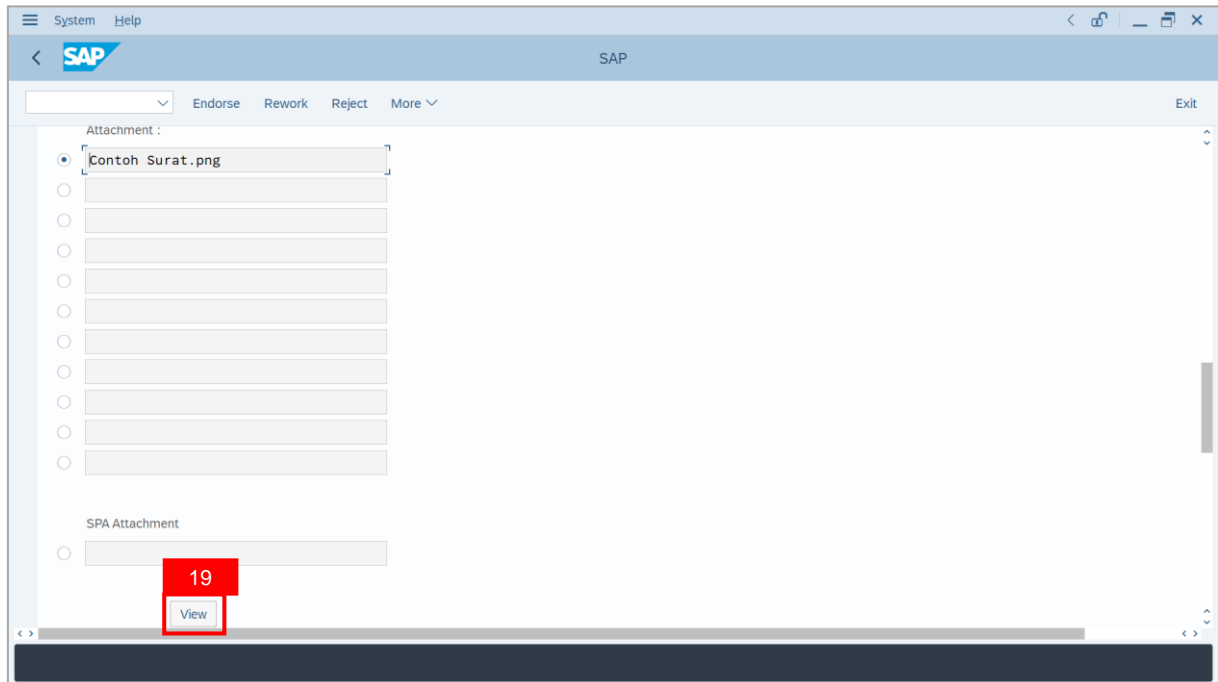 System Help
SAP SAP
Endorse Rework Reject More Exit
Attachment :
Contoh Surat.png
SPA Attachment
19
View